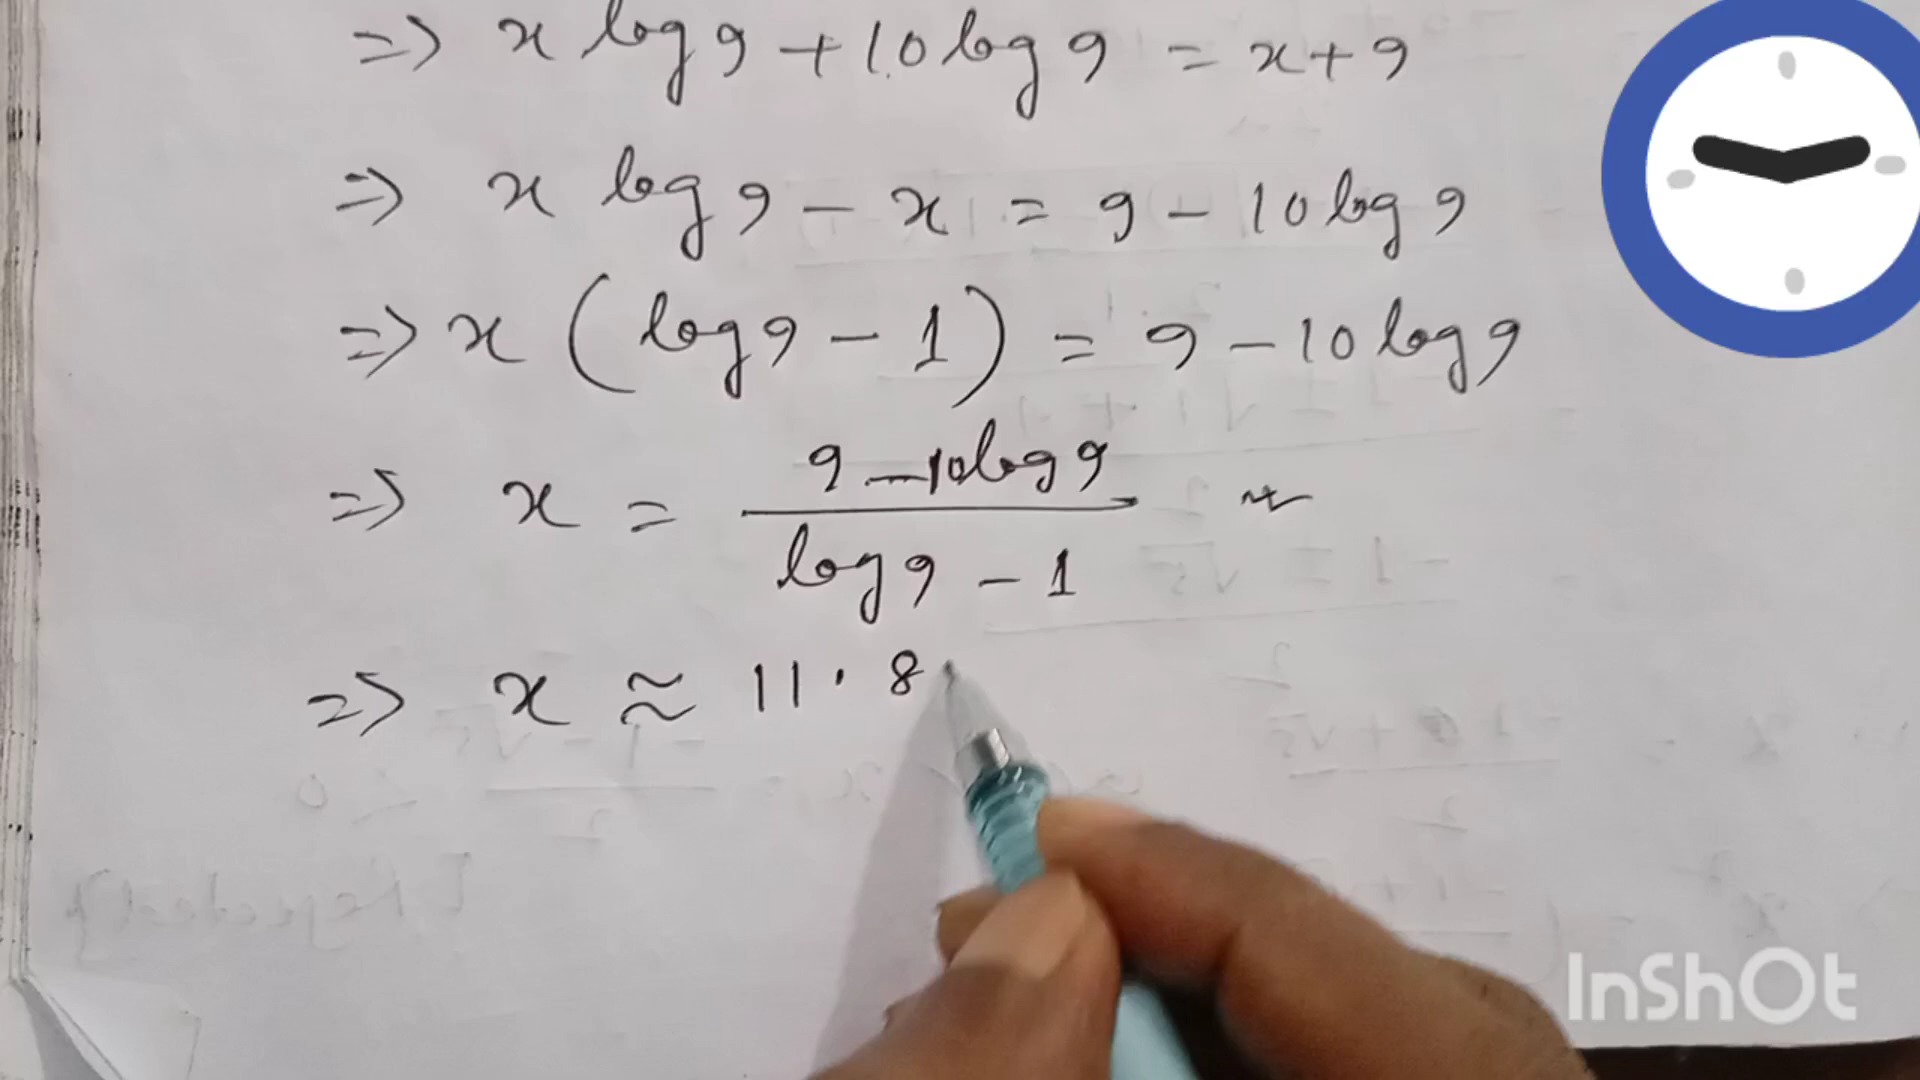 => x log 9 + 10 log 9 = x + 9
=> x log 9 - x = 9 - 10 log 9
=> x (log 9 - 1) = 9 - 10 log 9
=> x = \frac{9 - 10 log 9}{log 9 - 1}
=> x ≈ 11.8
InShOt